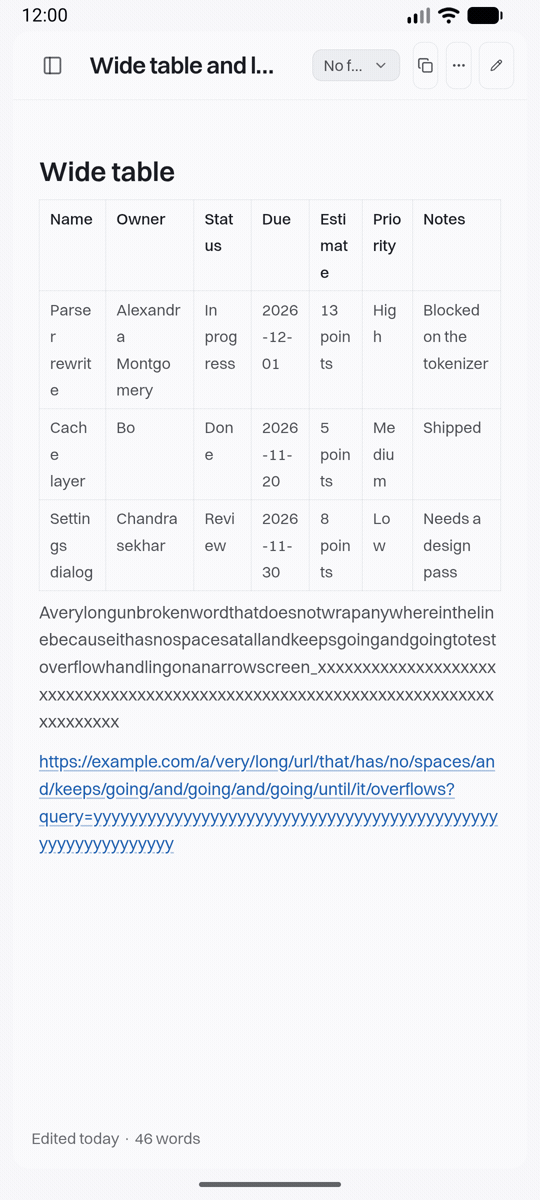 12:00
Wide table and l...
No f...
Wide table
Name Owner Stat Due Esti Prio Notes
us mat rity
e
Parse Alexandr In 2026 13 Hig Blocked
r a prog -12- poin h on the
rewrit Montgo ress 01 ts tokenizer
e mery
Cach Bo Don 2026 5 Me Shipped
e e -11- poin diu
layer 20 ts m
Settin Chandra Revi 2026 8 Lo Needs a
gs sekhar ew -11- poin w design
dialog 30 ts pass
Averylongunbrokenwordthatdoesnotwrapanywhereinthelin
ebecauseithasnospacesatallandkeepsgoingandgoingtotest
overflowhandlingonanarrowscreen_xxxxxxxxxxxxxxxxxxxx
xxxxxxxxxxxxxxxxxxxxxxxxxxxxxxxxxxxxxxxxxxxxxxxxxxx
xxxxxxxxx
https://example.com/a/very/long/url/that/has/no/spaces/an
d/keeps/going/and/going/and/going/until/it/overflows?
query=yyyyyyyyyyyyyyyyyyyyyyyyyyyyyyyyyyyyyyyyyyyyy
yyyyyyyyyyyyyyy
Edited today · 46 words